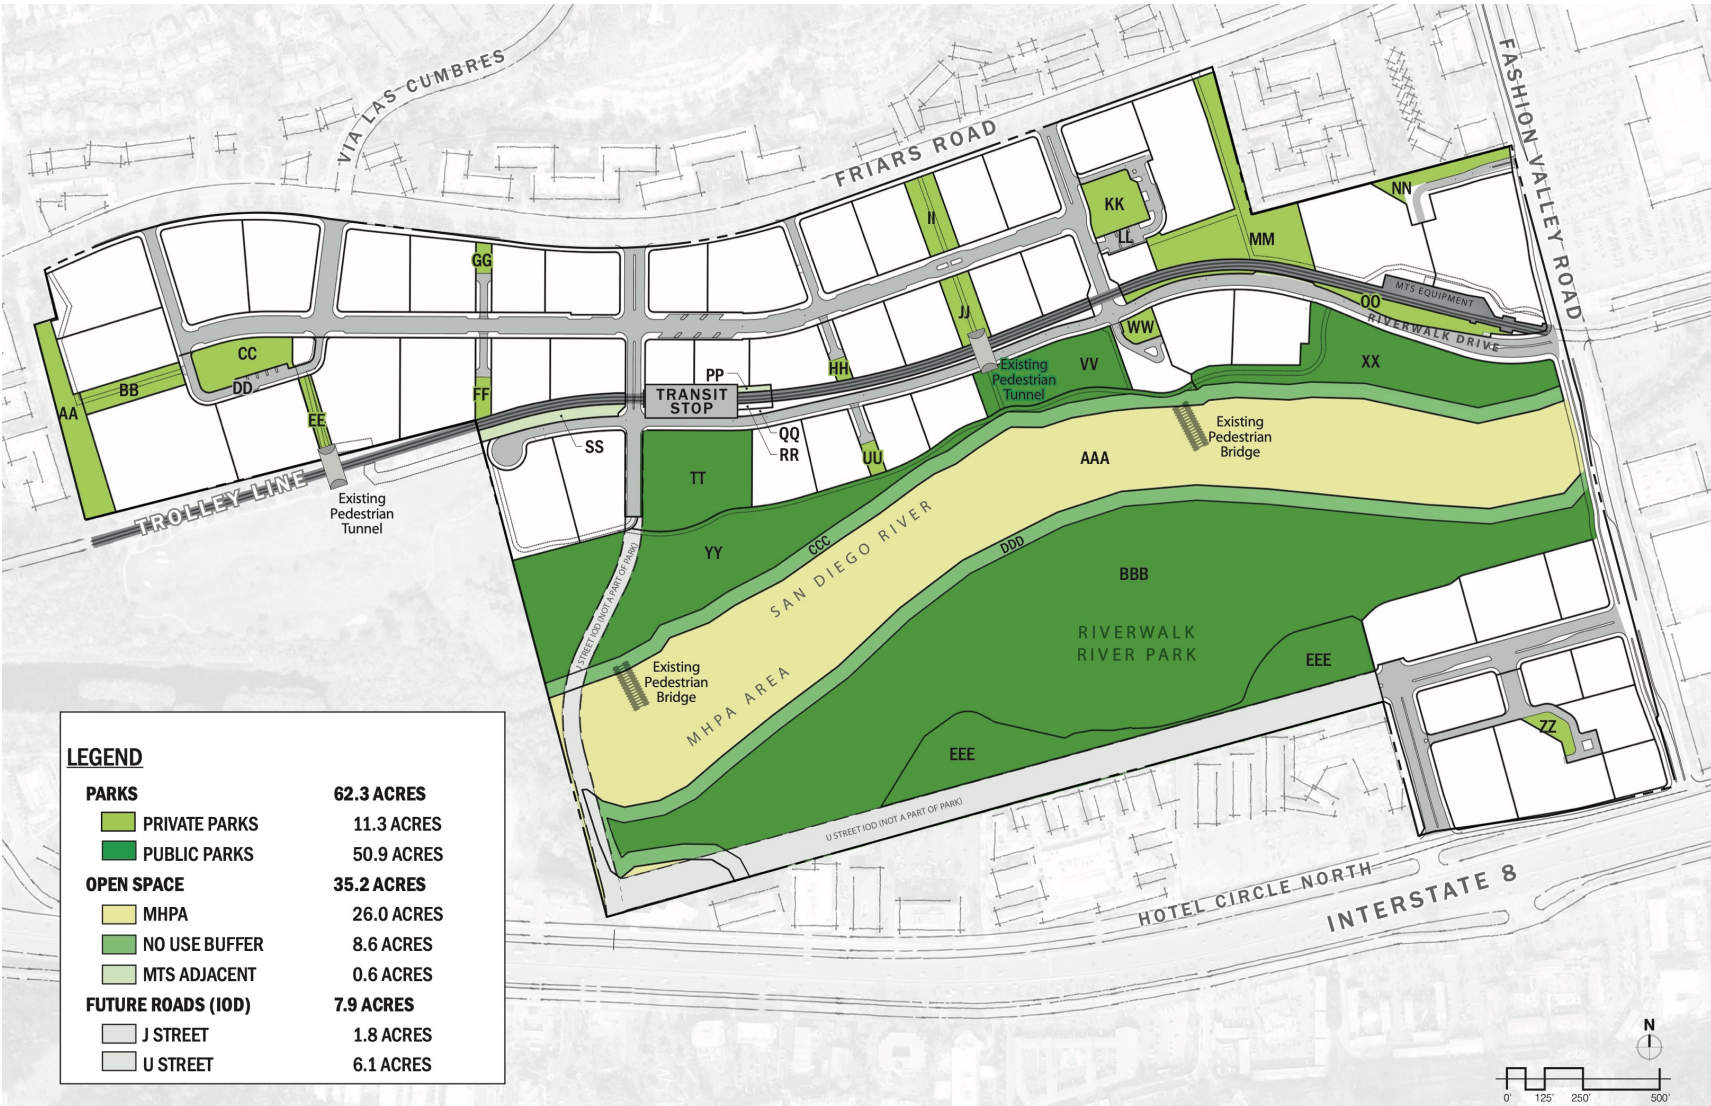 VIA LAS CUMBRES
FRIARS ROAD
FASHION VALLEY ROAD
NN
KK
II
LL
MM
GG
MTS EQUIPMENT
OO
JJ
RIVERWALK DRIVE
WW
CC
DD
BB
AA
HH
VV
XX
Existing
Pedestrian
Tunnel
PP
FF
TRANSIT
STOP
EE
QQ
RR
SS
UU
Existing
Pedestrian
Bridge
AAA
TT
TROLLEY LINE
Existing
Pedestrian
Tunnel
YY
CCC
SAN DIEGO RIVER
DDD
BBB
J STREET IOD (NOT A PART OF PARK)
RIVERWALK
RIVER PARK
EEE
Existing
Pedestrian
Bridge
MHPA AREA
ZZ
EEE
U STREET IOD (NOT A PART OF PARK)
HOTEL CIRCLE NORTH
INTERSTATE 8
LEGEND
PARKS 62.3 ACRES
PRIVATE PARKS 11.3 ACRES
PUBLIC PARKS 50.9 ACRES
OPEN SPACE 35.2 ACRES
MHPA 26.0 ACRES
NO USE BUFFER 8.6 ACRES
MTS ADJACENT 0.6 ACRES
FUTURE ROADS (IOD) 7.9 ACRES
J STREET 1.8 ACRES
U STREET 6.1 ACRES
N
0' 125' 250' 500'